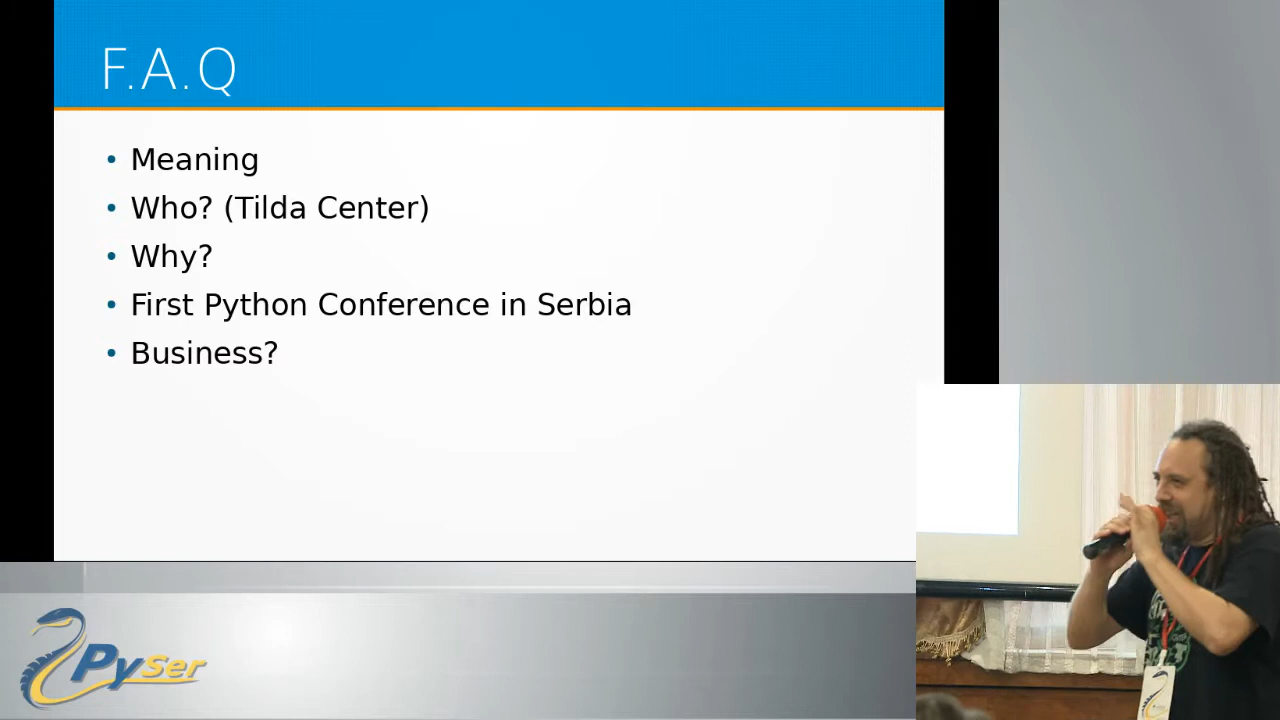 F.A.Q
Meaning
Who? (Tilda Center)
Why?
First Python Conference in Serbia
Business?
PySer